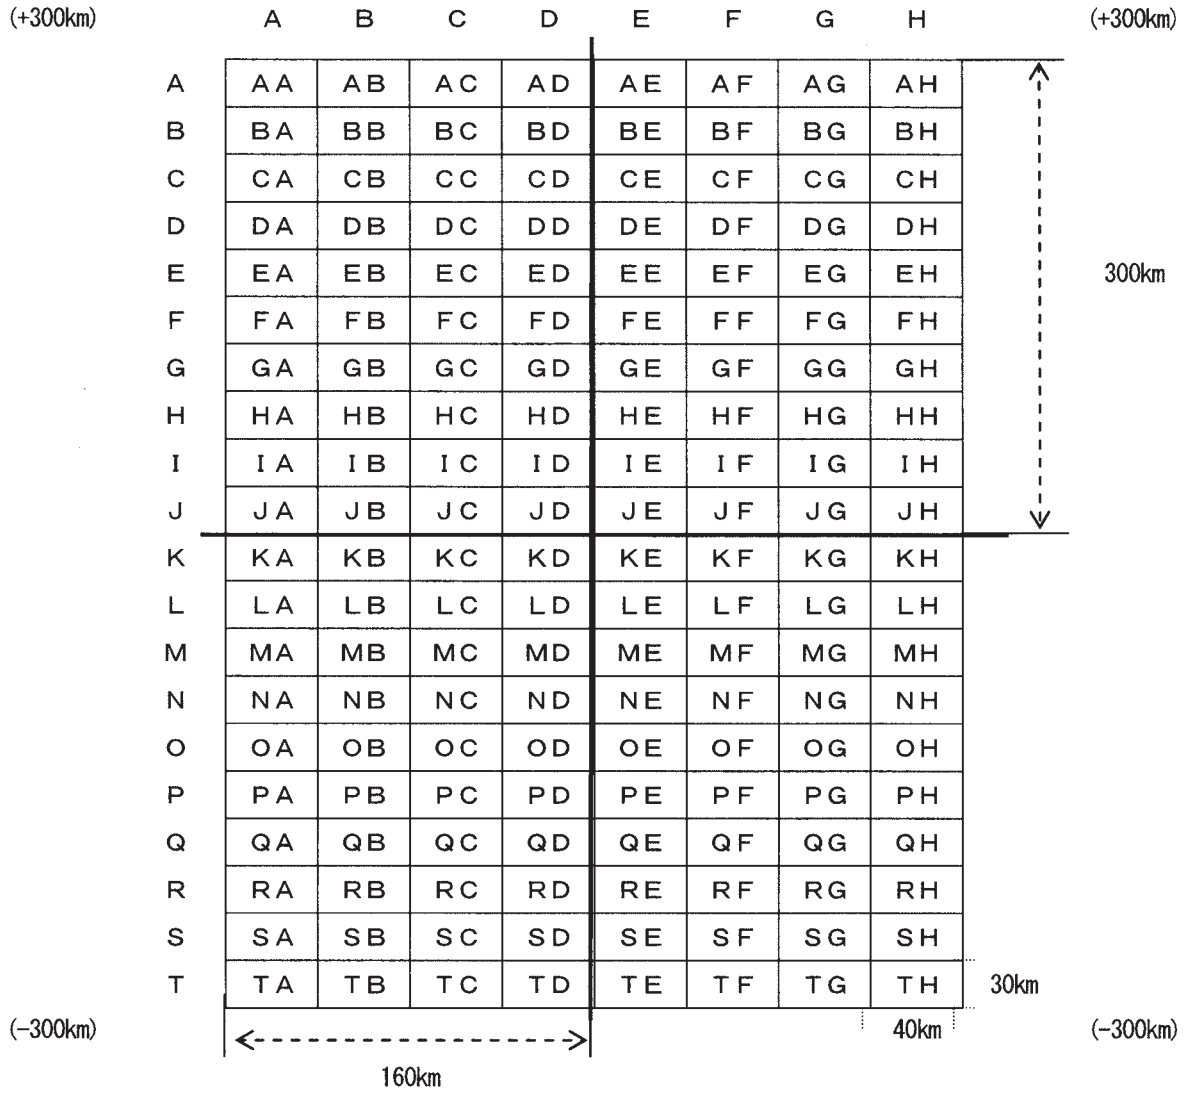 (+300km) A B C D E F G H (+300km)
A AA AB AC AD AE AF AG AH
B BA BB BC BD BE BF BG BH
C CA CB CC CD CE CF CG CH
D DA DB DC DD DE DF DG DH
E EA EB EC ED EE EF EG EH 300km
F FA FB FC FD FE FF FG FH
G GA GB GC GD GE GF GG GH
H HA HB HC HD HE HF HG HH
I IA IB IC ID IE IF IG IH
J JA JB JC JD JE JF JG JH
K KA KB KC KD KE KF KG KH
L LA LB LC LD LE LF LG LH
M MA MB MC MD ME MF MG MH
N NA NB NC ND NE NF NG NH
O OA OB OC OD OE OF OG OH
P PA PB PC PD PE PF PG PH
Q QA QB QC QD QE QF QG QH
R RA RB RC RD RE RF RG RH
S SA SB SC SD SE SF SG SH
T TA TB TC TD TE TF TG TH 30km
(-300km) 40km (-300km)
160km